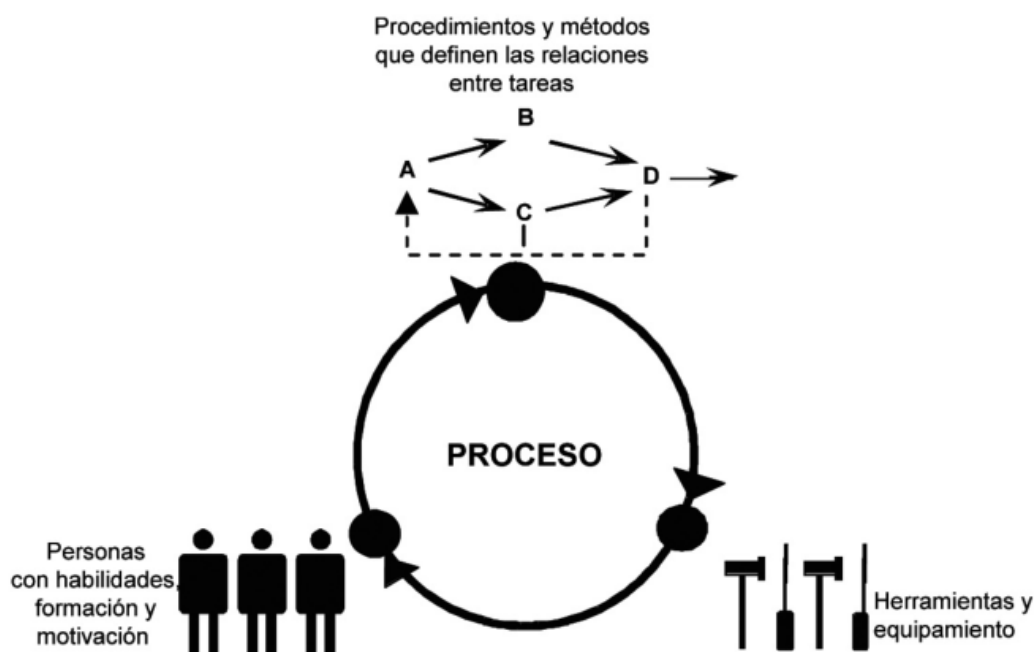 Procedimientos y métodos
que definen las relaciones
entre tareas
B
A
D
C
PROCESO
Personas
con habilidades,
formación y
motivación
Herramientas y
equipamiento